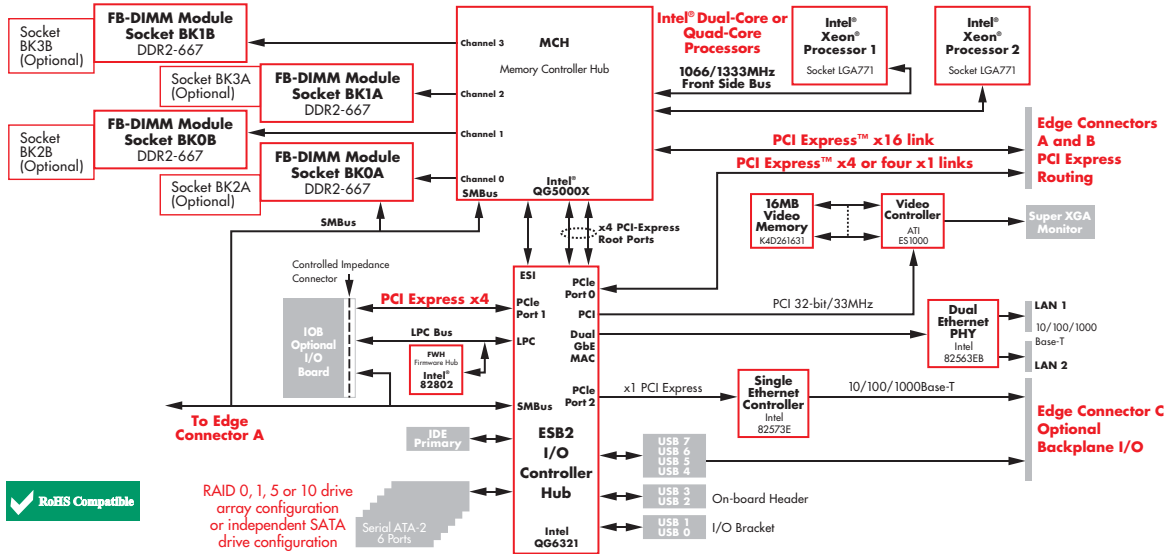 Socket
BK3B
(Optional)
FB-DIMM Module
Socket BK1B
DDR2-667
Socket BK3A
(Optional)
FB-DIMM Module
Socket BK1A
DDR2-667
Socket
BK2B
(Optional)
FB-DIMM Module
Socket BK0B
DDR2-667
Socket BK2A
(Optional)
FB-DIMM Module
Socket BK0A
DDR2-667
Channel 3
Channel 2
Channel 1
Channel 0
SMBus
MCH
Memory Controller Hub
Intel®
QG5000X
Intel® Dual-Core or
Quad-Core
Processors
1066/1333MHz
Front Side Bus
Intel®
Xeon®
Processor 1
Socket LGA771
Intel®
Xeon®
Processor 2
Socket LGA771
PCI Express™ x16 link
PCI Express™ x4 or four x1 links
Edge Connectors
A and B
PCI Express
Routing
SMBus
x4 PCI-Express
Root Ports
16MB
Video
Memory
K4D261631
Video
Controller
ATI
ES1000
Super XGA
Monitor
Controlled Impedance
Connector
IOB
Optional
I/O
Board
PCI Express x4
LPC Bus
FWH
Firmware Hub
Intel®
82802
To Edge
Connector A
ESI
PCIe
Port 1
LPC
SMBus
PCIe
Port 0
PCI
Dual
GbE
MAC
PCIe
Port 2
ESB2
I/O
Controller
Hub
Intel
QG6321
PCI 32-bit/33MHz
Dual
Ethernet
PHY
Intel
82563EB
LAN 1
10/100/1000
Base-T
LAN 2
x1 PCI Express
Single
Ethernet
Controller
Intel
82573E
10/100/1000Base-T
Edge Connector C
Optional
Backplane I/O
IDE
Primary
USB 7
USB 6
USB 5
USB 4
USB 3
USB 2
On-board Header
USB 1
USB 0
I/O Bracket
RoHS Compatible
RAID 0, 1, 5 or 10 drive
array configuration
or independent SATA
drive configuration
Serial ATA-2
6 Ports